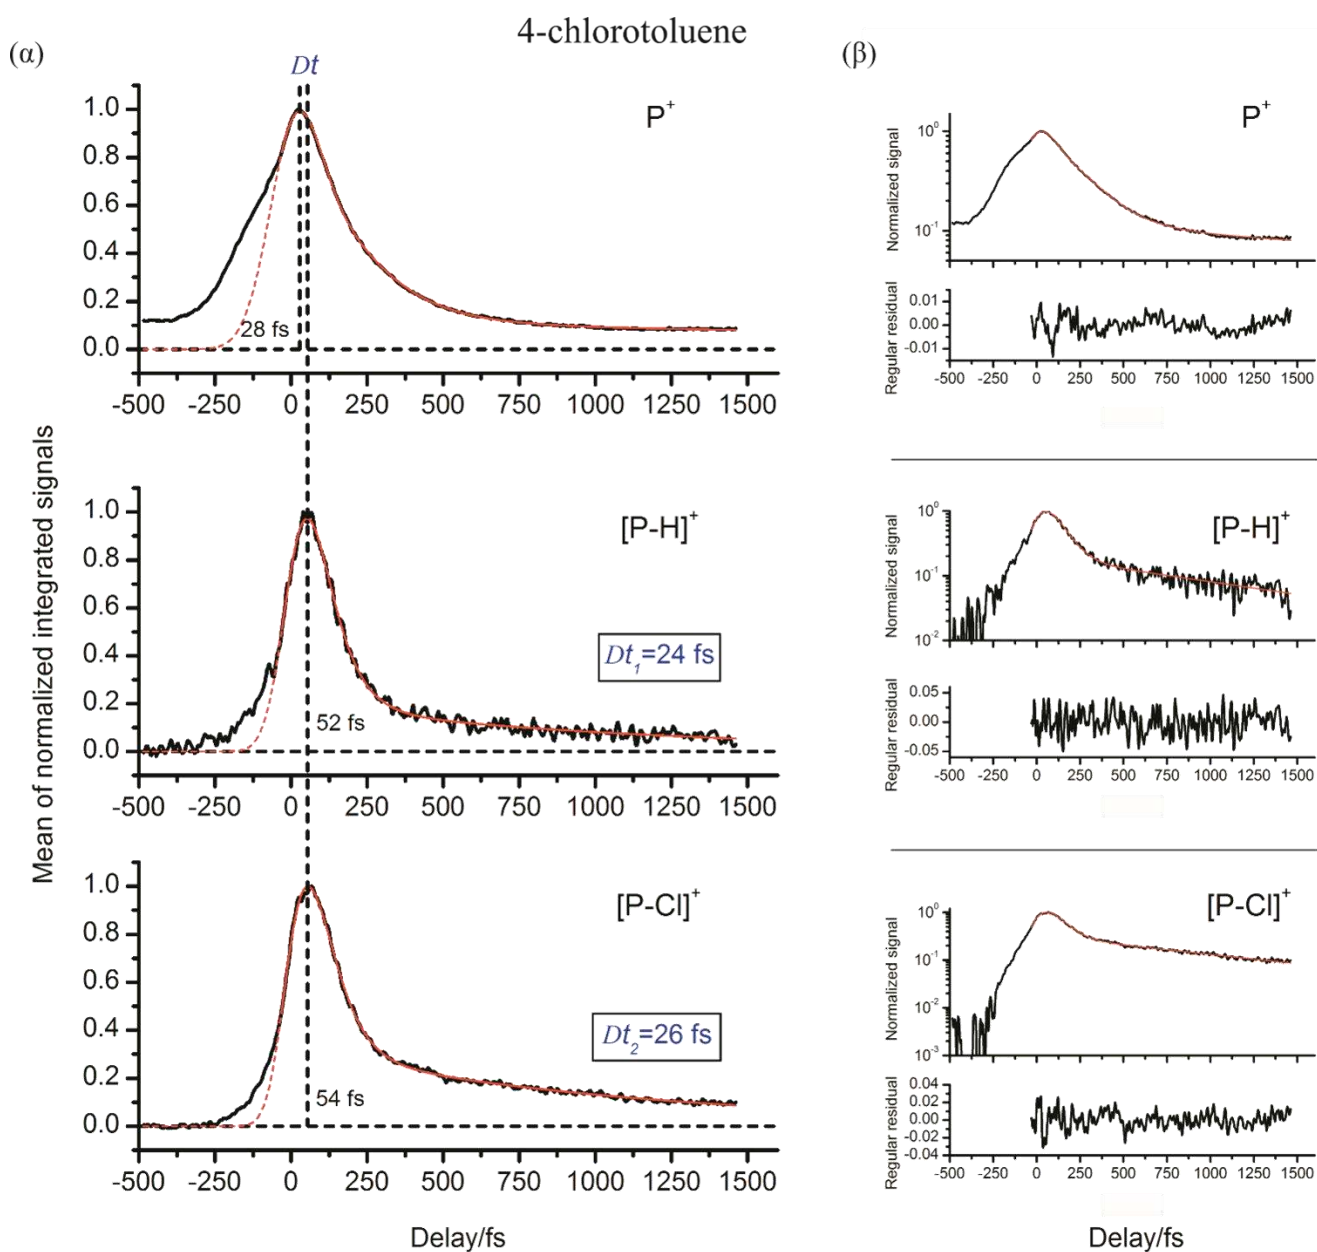 4-chlorotoluene
(α)
Dt
P⁺
1.0
0.8
0.6
0.4
0.2
0.0
28 fs
-500 -250 0 250 500 750 1000 1250 1500
Mean of normalized integrated signals
[P-H]⁺
1.0
0.8
0.6
0.4
0.2
0.0
Dt₁=24 fs
52 fs
-500 -250 0 250 500 750 1000 1250 1500
[P-Cl]⁺
1.0
0.8
0.6
0.4
0.2
0.0
Dt₂=26 fs
54 fs
-500 -250 0 250 500 750 1000 1250 1500
Delay/fs
(β)
P⁺
Normalized signal
10⁰
10⁻¹
Regular residual
0.01
0.00
-0.01
-500 -250 0 250 500 750 1000 1250 1500
[P-H]⁺
Normalized signal
10⁰
10⁻¹
10⁻²
Regular residual
0.05
0.00
-0.05
-500 -250 0 250 500 750 1000 1250 1500
[P-Cl]⁺
Normalized signal
10⁰
10⁻¹
10⁻²
10⁻³
Regular residual
0.04
0.02
0.00
-0.02
-0.04
-500 -250 0 250 500 750 1000 1250 1500
Delay/fs